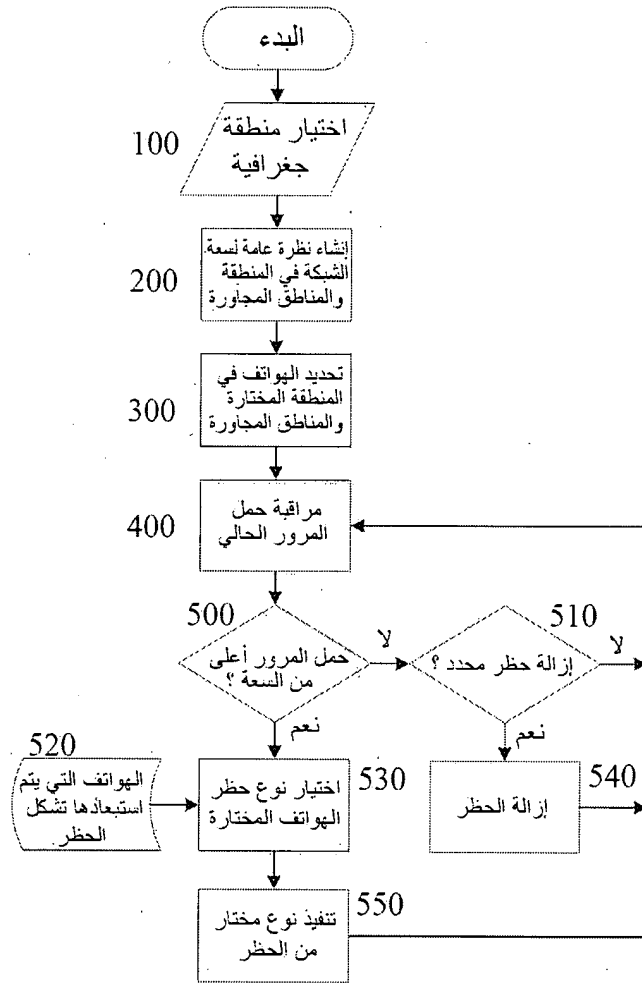 البدء
100
اختيار منطقة
جغرافية
200
إنشاء نظرة عامة لسعة
الشبكة في المنطقة
والمناطق المجاورة
300
تحديد الهواتف في
المنطقة المختارة
والمناطق المجاورة
400
مراقبة حمل
المرور الحالي
500
حمل المرور أعلى
من السعة ؟
لا
نعم
510
إزالة حظر محدد ؟
لا
نعم
520
الهواتف التي يتم
استبعادها تشكل
الحظر
530
اختيار نوع حظر
الهواتف المختارة
540
إزالة الحظر
550
تنفيذ نوع مختار
من الحظر